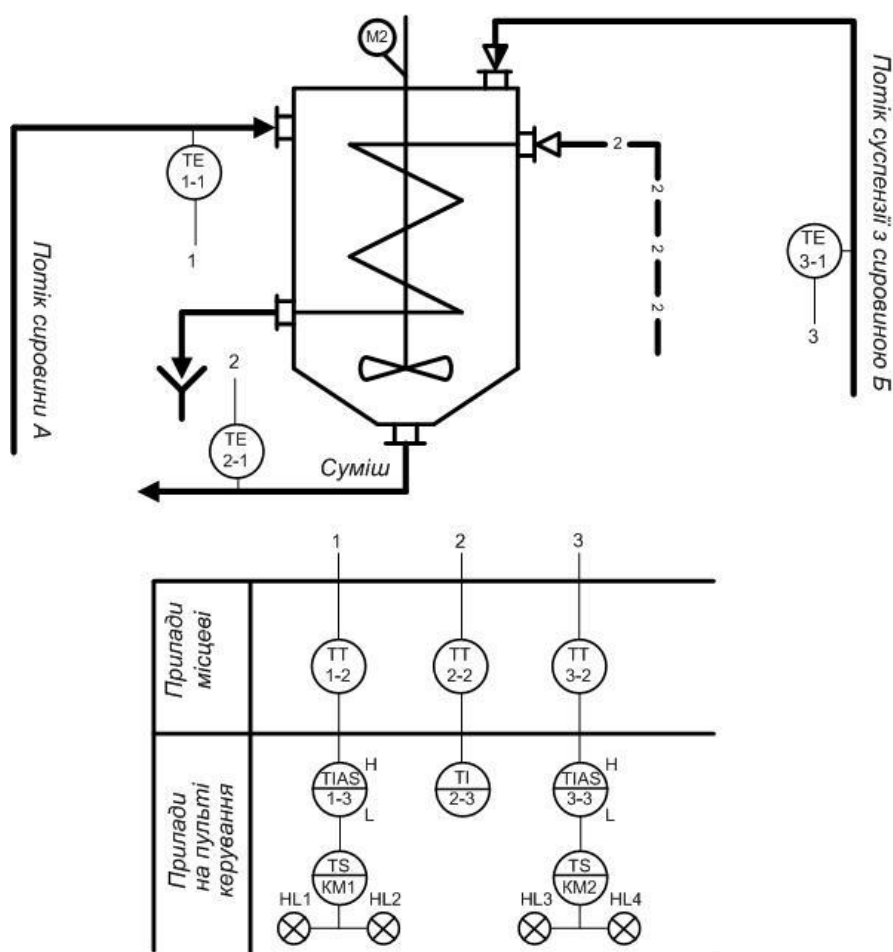 M2
Потік суспензії з сировиною Б
TE
1-1
1
2
2
2
2
TE
3-1
3
Потік сировини А
2
TE
2-1
Суміш
1
2
3
Прилади
місцеві
TT
1-2
TT
2-2
TT
3-2
Прилади
на пульті
керування
TIAS
1-3
H
L
TI
2-3
TIAS
3-3
H
L
TS
KM1
TS
KM2
HL1
HL2
HL3
HL4